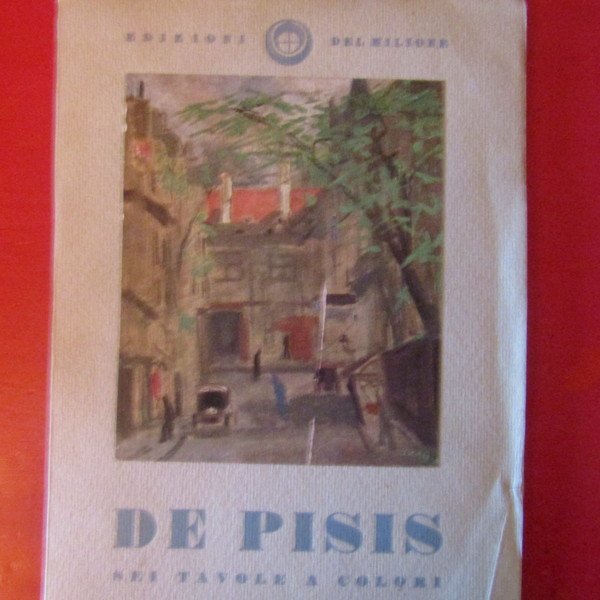 EDIZIONI DEL MILIONE
DE PISIS
SEI TAVOLE A COLORI